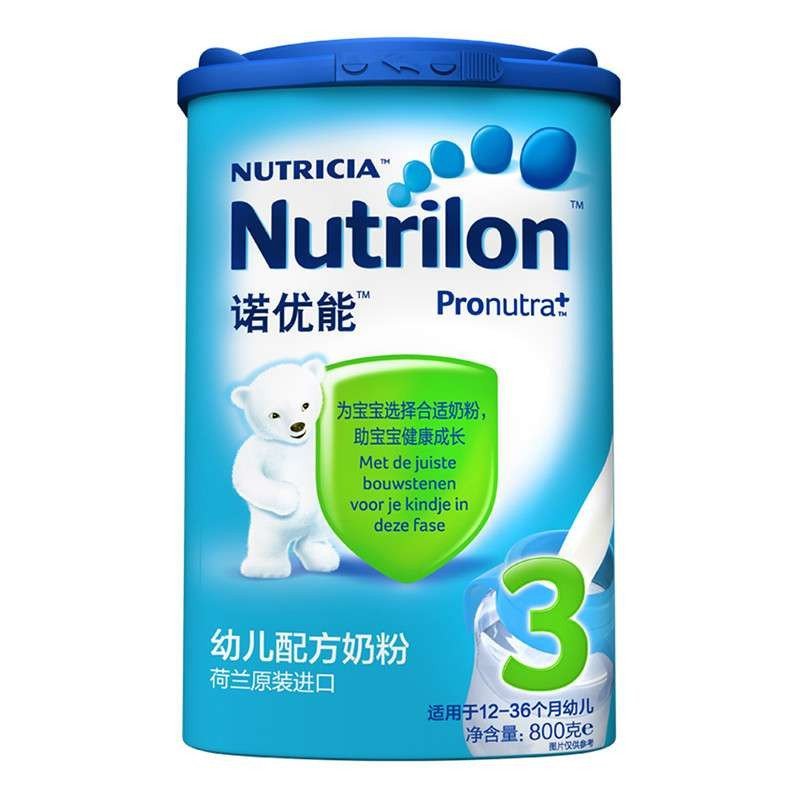 NUTRICIA™
Nutrilon™
诺优能™
Pronutra+™
为宝宝选择合适奶粉，
助宝宝健康成长
Met de juiste
bouwstenen
voor je kindje in
deze fase
3
幼儿配方奶粉
荷兰原装进口
适用于12-36个月幼儿
净含量: 800克e
图片仅供参考